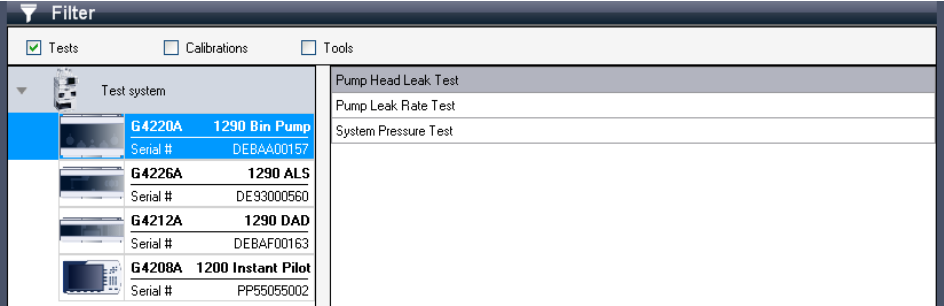 Filter
Tests Calibrations Tools
Test system
G4220A 1290 Bin Pump
Serial # DEBAA00157
G4226A 1290 ALS
Serial # DE93000560
G4212A 1290 DAD
Serial # DEBAF00163
G4208A 1200 Instant Pilot
Serial # PP55055002
Pump Head Leak Test
Pump Leak Rate Test
System Pressure Test